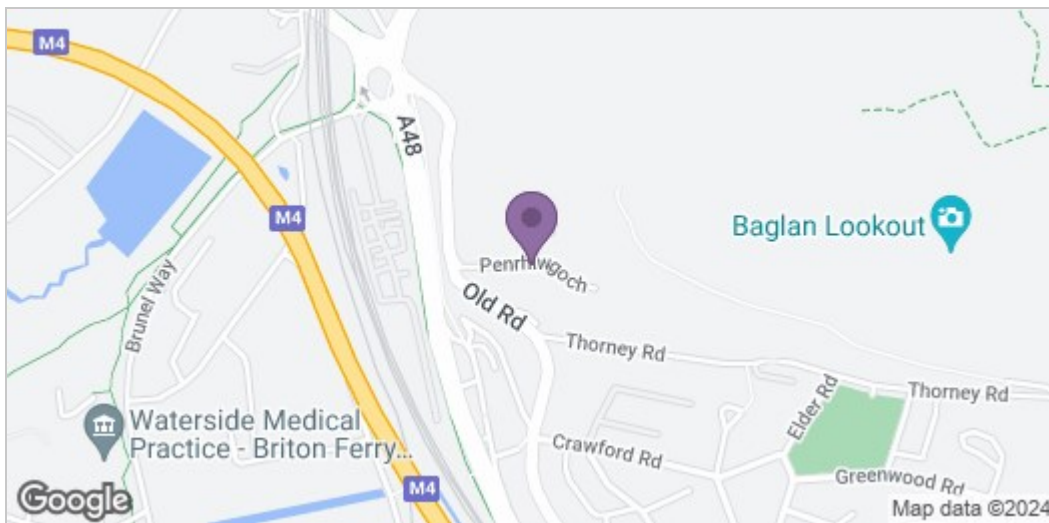 M4
A48
M4
Baglan Lookout
Penrhiwgoch
Old Rd
Brunel Way
Thorney Rd
Elder Rd
Thorney Rd
Waterside Medical
Practice - Briton Ferry...
Crawford Rd
Greenwood Rd
M4
Google
Map data ©2024